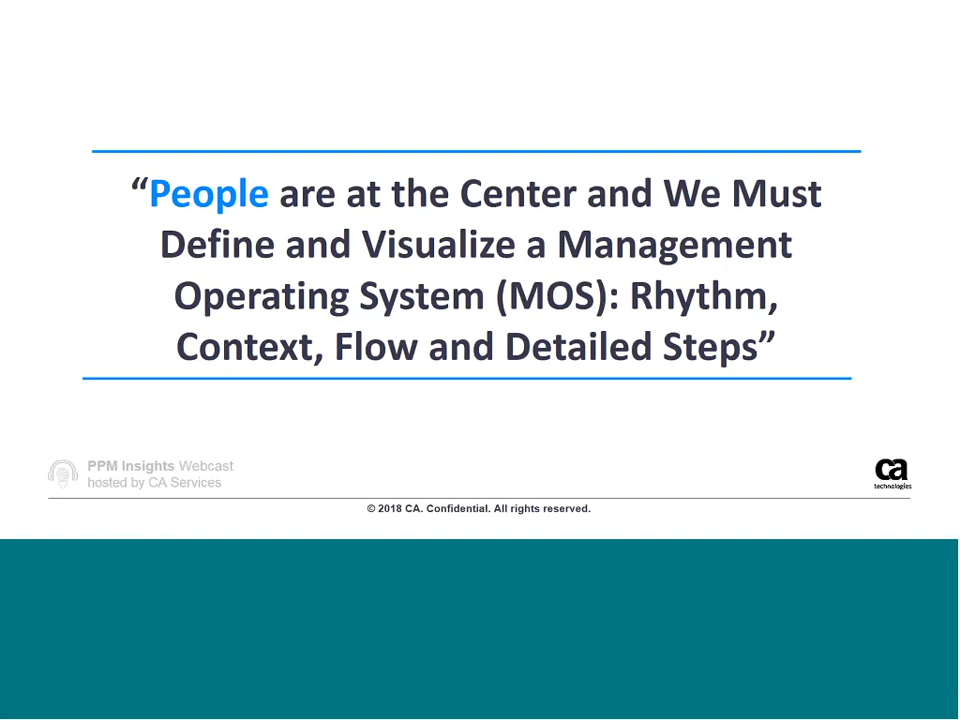 “People are at the Center and We Must
Define and Visualize a Management
Operating System (MOS): Rhythm,
Context, Flow and Detailed Steps”
PPM Insights Webcast
hosted by CA Services
ca
technologies
© 2018 CA. Confidential. All rights reserved.